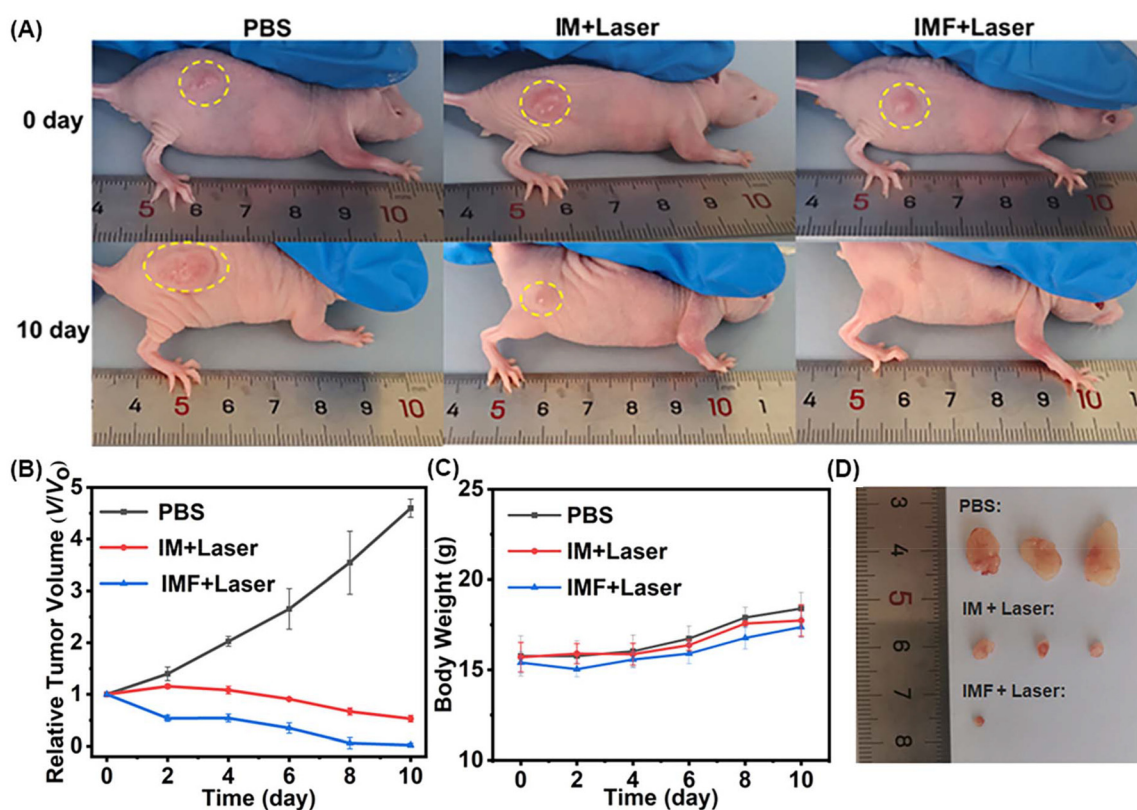 (A)
PBS
IM+Laser
IMF+Laser
0 day
4 5 6 7 8 9 10
4 5 6 7 8 9 10 1
4 5 6 7 8 9 10
10 day
4 5 6 7 8 9 10
4 5 6 7 8 9 10 1
4 5 6 7 8 9 10 1
(B)
Relative Tumor Volume (V/V₀)
5
4
3
2
1
0
PBS
IM+Laser
IMF+Laser
0 2 4 6 8 10
Time (day)
(C)
Body Weight (g)
25
20
15
10
PBS
IM+Laser
IMF+Laser
0 2 4 6 8 10
Time (day)
(D)
3
4
5
6
7
8
PBS:
IM + Laser:
IMF + Laser: